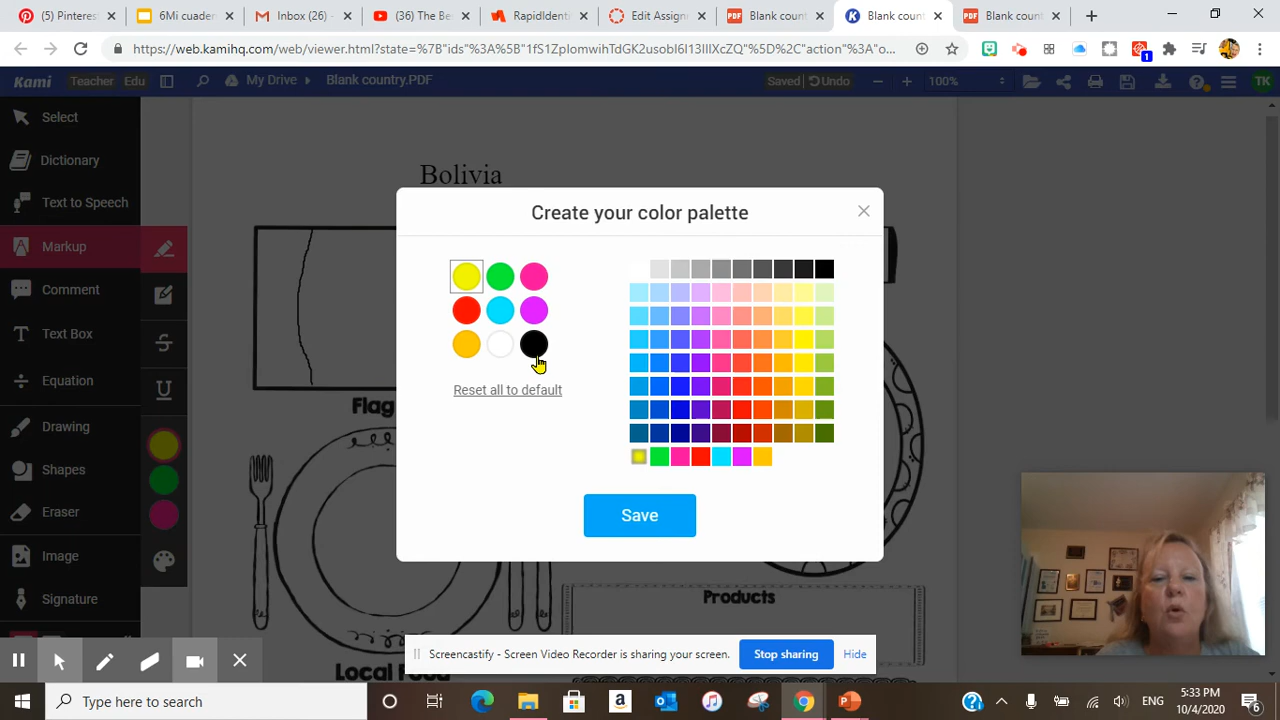 (5) Pinterest
6Mi cuader
Inbox (26) -
(36) The Be
RapidIdent
Edit Assign
Blank coun
Blank coun
Blank coun
https://web.kamihq.com/web/viewer.html?state=%7B"ids"%3A%5B"1fS1ZplomwihTdGK2usobI6I13IIIXcZQ"%5D%2C"action"%3A"o...
1
Kami
Teacher Edu
My Drive
Blank country.PDF
Saved
Undo
100%
TK
Select
Dictionary
Text to Speech
Markup
Comment
Text Box
Equation
Drawing
Shapes
Eraser
Image
Signature
Bolivia
Flag
Local Food
Products
Create your color palette
Reset all to default
Save
Screencastify - Screen Video Recorder is sharing your screen.
Stop sharing
Hide
Type here to search
ENG
5:33 PM
10/4/2020
6